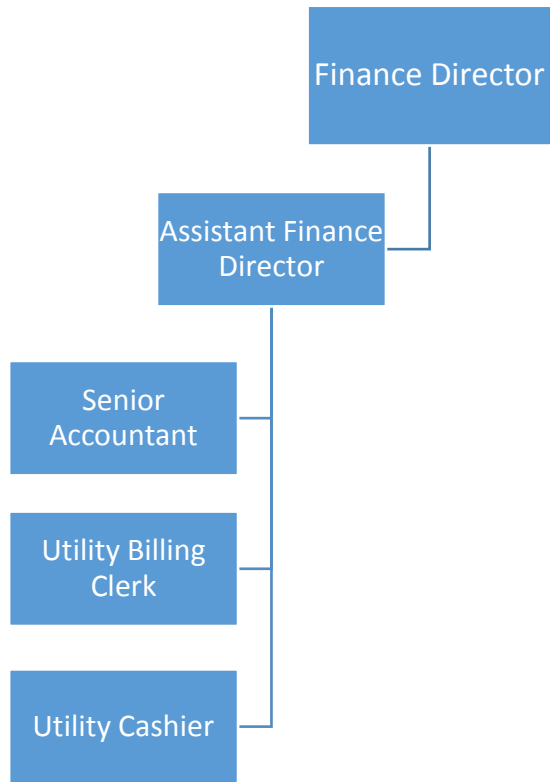 Finance Director
Assistant Finance
Director
Senior
Accountant
Utility Billing
Clerk
Utility Cashier